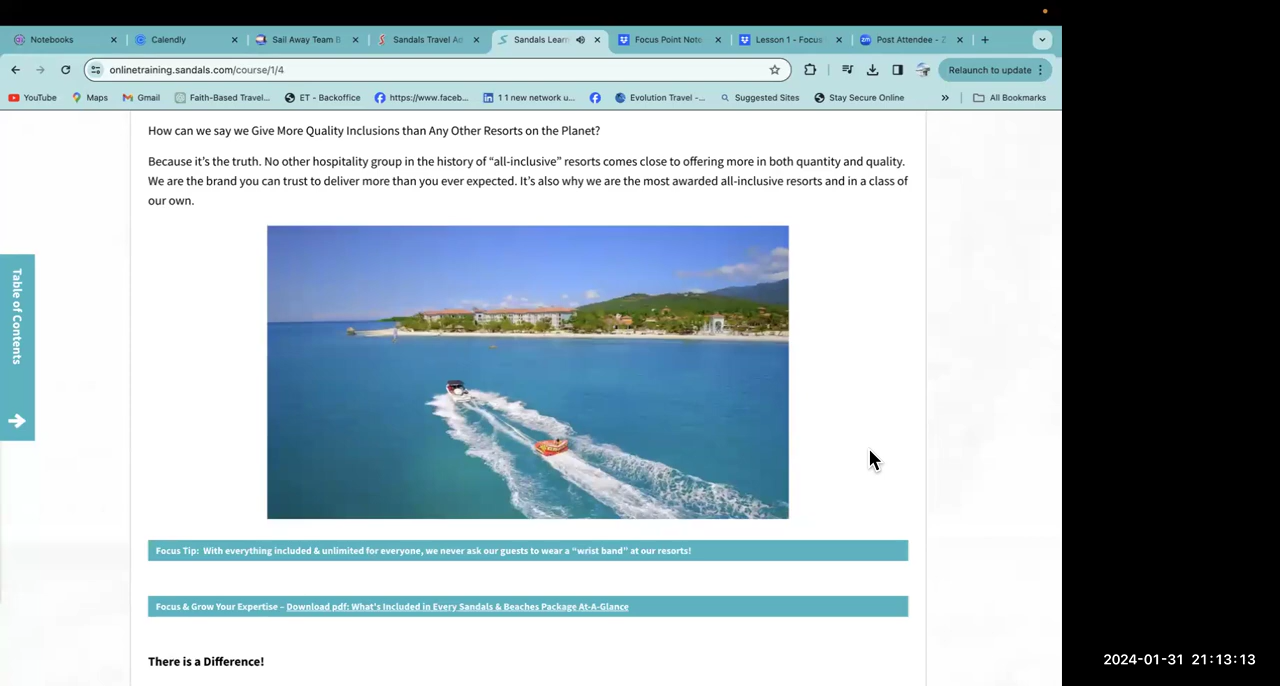 Notebooks
Calendly
Sail Away Team B
Sandals Travel Ad
Sandals Learn
Focus Point Note
Lesson 1 - Focus
Post Attendee - Z
onlinetraining.sandals.com/course/1/4
Relaunch to update
YouTube
Maps
Gmail
Faith-Based Travel...
ET - Backoffice
https://www.faceb...
1 1 new network u...
Evolution Travel -...
Suggested Sites
Stay Secure Online
»
All Bookmarks
How can we say we Give More Quality Inclusions than Any Other Resorts on the Planet?
Because it’s the truth. No other hospitality group in the history of “all-inclusive” resorts comes close to offering more in both quantity and quality.
We are the brand you can trust to deliver more than you ever expected. It’s also why we are the most awarded all-inclusive resorts and in a class of
our own.
Table of Contents
Focus Tip: With everything included & unlimited for everyone, we never ask our guests to wear a “wrist band” at our resorts!
Focus & Grow Your Expertise – Download pdf: What's Included in Every Sandals & Beaches Package At-A-Glance
There is a Difference!
2024-01-31 21:13:13